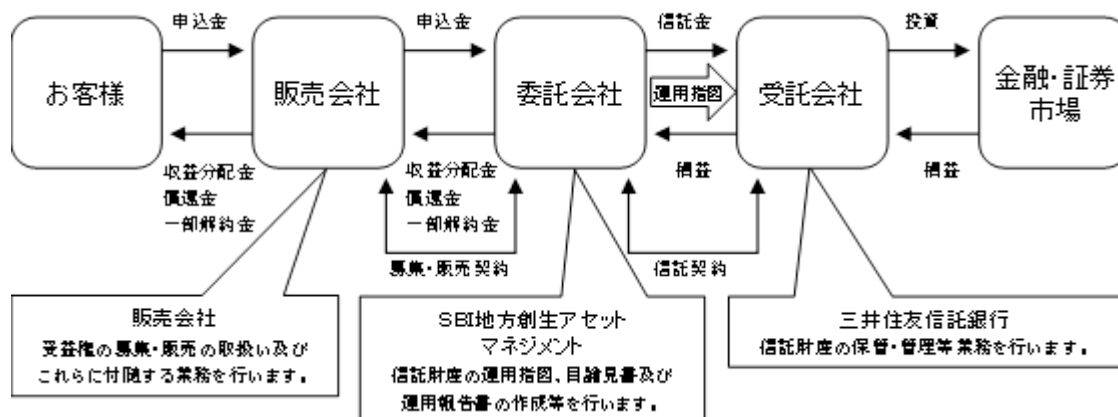 申込金
申込金
信託金
投資
お客様
販売会社
委託会社
運用指図
受託会社
金融・証券
市場
収益分配金
償還金
一部解約金
収益分配金
償還金
一部解約金
損益
損益
募集・販売契約
信託契約
販売会社
受益権の募集・販売の取扱い及び
これらに付随する業務を行います。
SBI地方創生アセット
マネジメント
信託財産の運用指図、目論見書及び
運用報告書の作成等を行います。
三井住友信託銀行
信託財産の保管・管理等業務を行います。